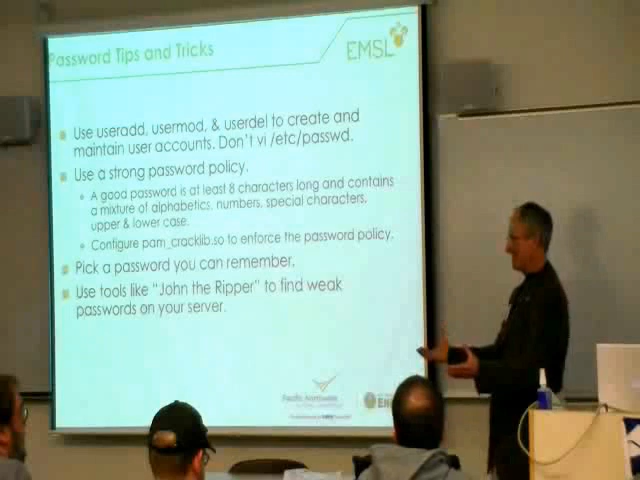 Password Tips and Tricks
EMSL
Use useradd, usermod, & userdel to create and
maintain user accounts. Don't vi /etc/passwd.
Use a strong password policy.
A good password is at least 8 characters long and contains
a mixture of alphabetics, numbers, special characters,
upper & lower case.
Configure pam_cracklib.so to enforce the password policy.
Pick a password you can remember.
Use tools like "John the Ripper" to find weak
passwords on your server.
Pacific Northwest